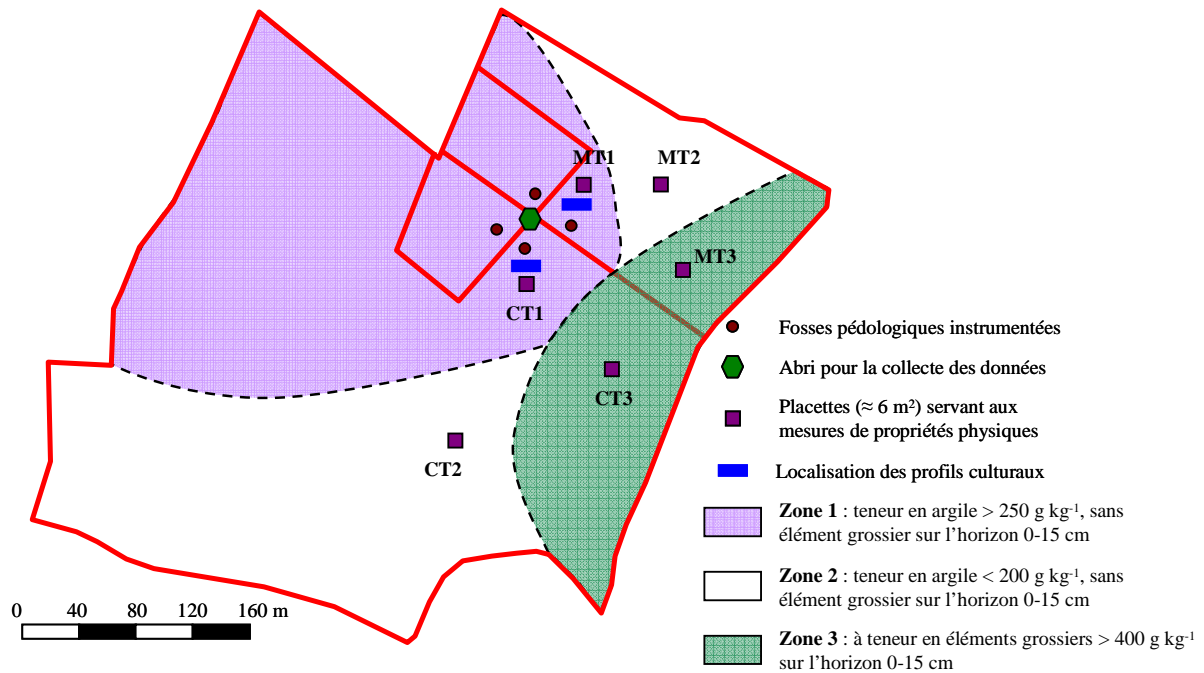 MT1
MT2
MT3
CT1
CT3
CT2
Fosses pédologiques instrumentées
Abri pour la collecte des données
Placettes (≈ 6 m²) servant aux
mesures de propriétés physiques
Localisation des profils culturaux
Zone 1 : teneur en argile > 250 g kg⁻¹, sans
élément grossier sur l’horizon 0-15 cm
Zone 2 : teneur en argile < 200 g kg⁻¹, sans
élément grossier sur l’horizon 0-15 cm
Zone 3 : à teneur en éléments grossiers > 400 g kg⁻¹
sur l’horizon 0-15 cm
0 40 80 120 160 m